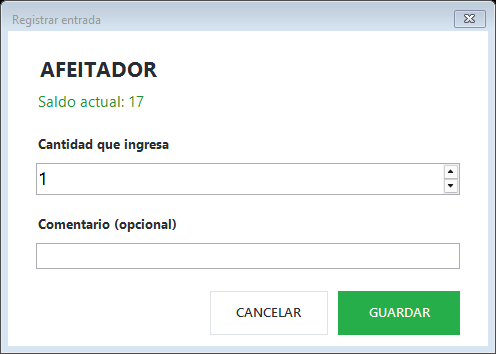 Registrar entrada
AFEITADOR
Saldo actual: 17
Cantidad que ingresa
1
Comentario (opcional)
CANCELAR
GUARDAR